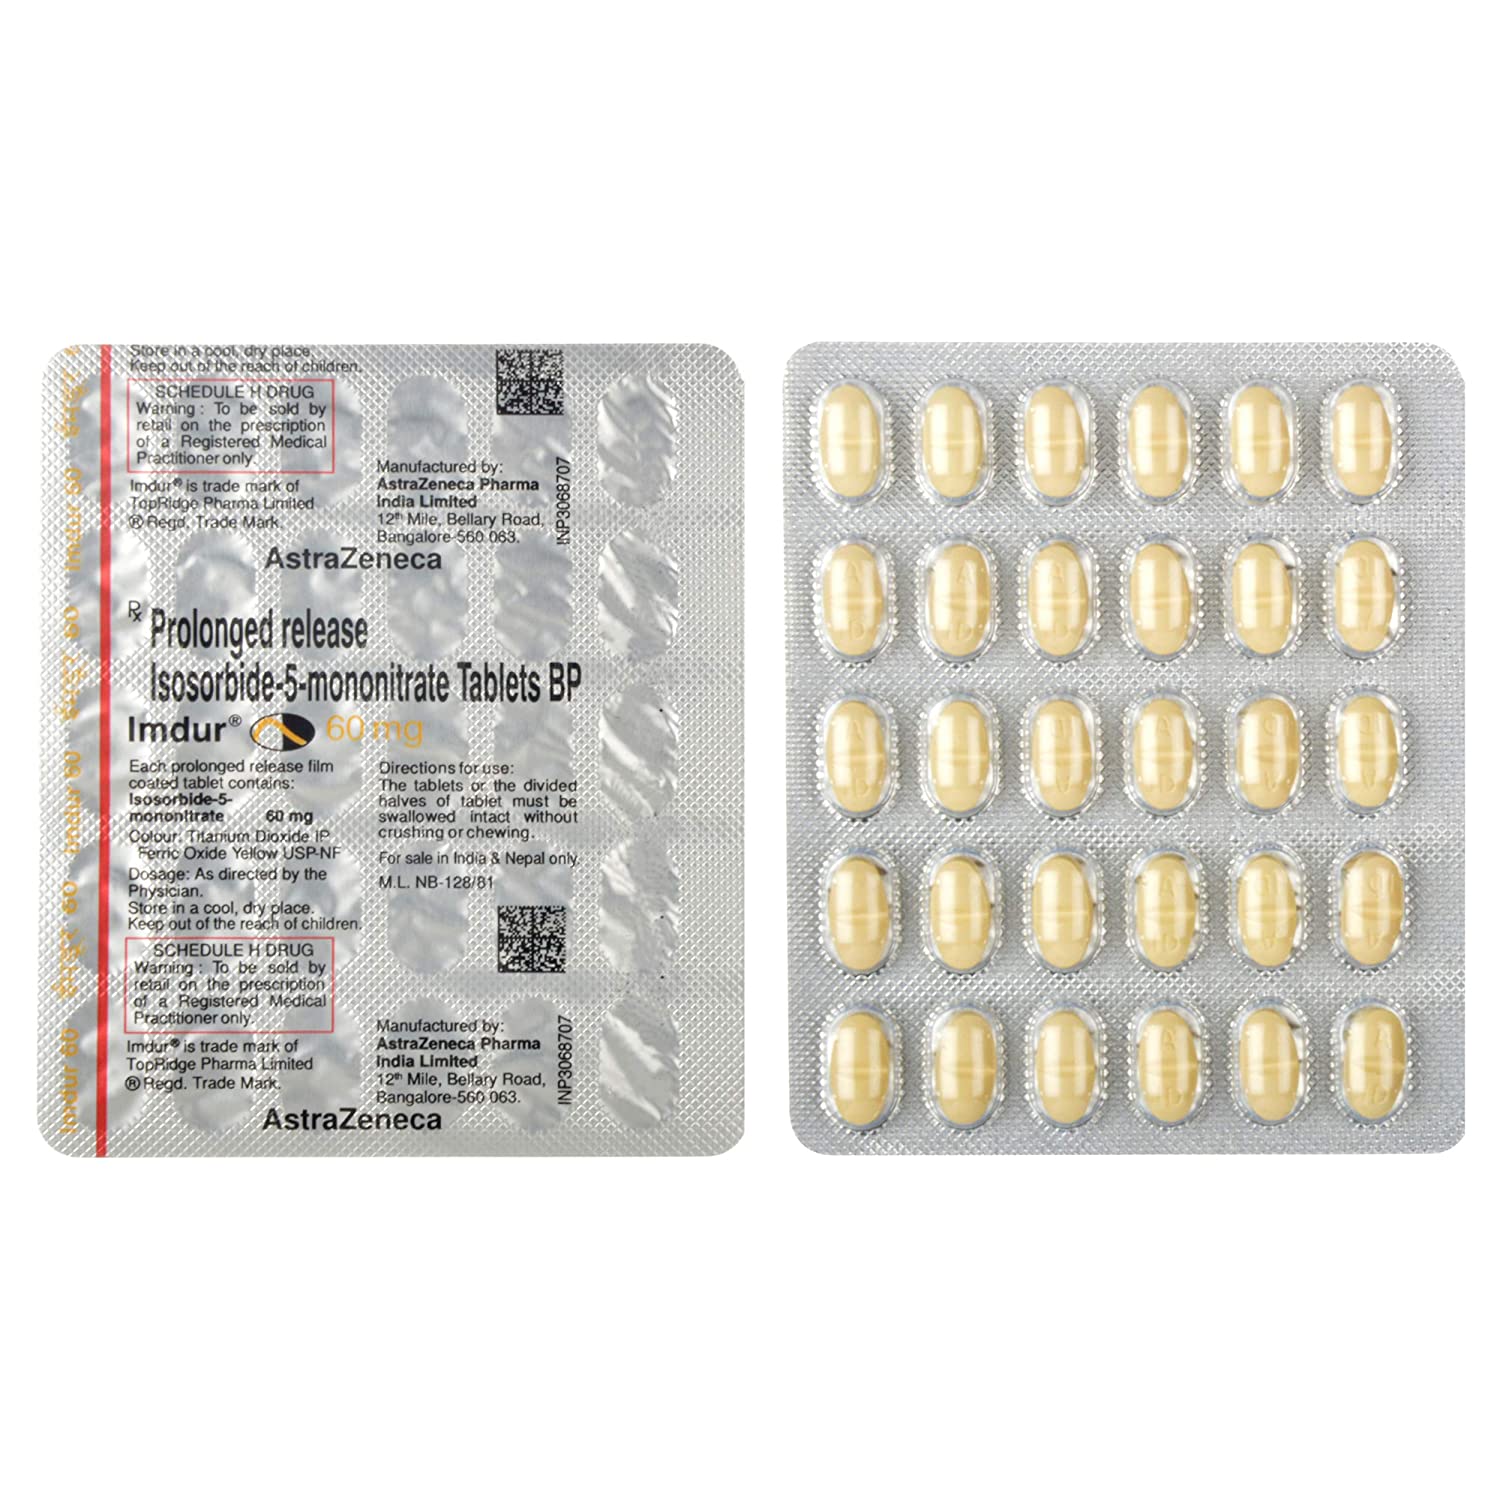 Store in a cool, dry place.
Keep out of the reach of children.
SCHEDULE H DRUG
Warning : To be sold by
retail on the prescription
of a Registered Medical
Practitioner only.
Imdur® is trade mark of
TopRidge Pharma Limited
® Regd. Trade Mark.
Manufactured by:
AstraZeneca Pharma
India Limited
12th Mile, Bellary Road,
Bangalore-560 063.
INP3068707
AstraZeneca
Rx Prolonged release
Isosorbide-5-mononitrate Tablets BP
Imdur® 60 mg
Each prolonged release film
coated tablet contains:
Isosorbide-5-
mononitrate 60 mg
Colour: Titanium Dioxide IP
Ferric Oxide Yellow USP-NF
Dosage: As directed by the
Physician.
Store in a cool, dry place.
Keep out of the reach of children.
Directions for use:
The tablets or the divided
halves of tablet must be
swallowed intact without
crushing or chewing.
For sale in India & Nepal only.
M.L. NB-128/81
SCHEDULE H DRUG
Warning : To be sold by
retail on the prescription
of a Registered Medical
Practitioner only.
Imdur® is trade mark of
TopRidge Pharma Limited
® Regd. Trade Mark.
Manufactured by:
AstraZeneca Pharma
India Limited
12th Mile, Bellary Road,
Bangalore-560 063.
INP3068707
AstraZeneca
Imdur 60 इमडुर 60 Imdur 60 इमडुर 60 Imdur 60